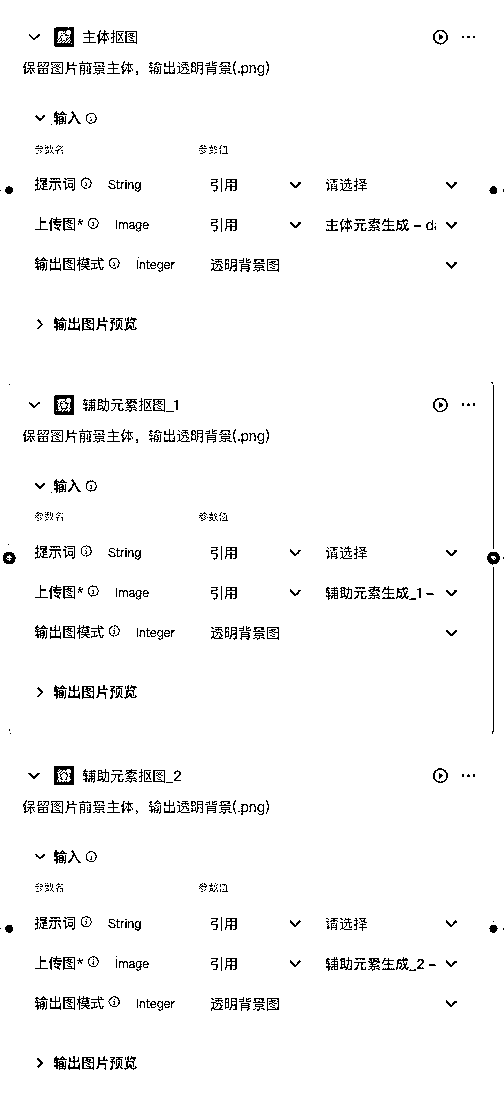 主体抠图
保留图片前景主体，输出透明背景(.png)
输入
参数名 参数值
提示词 String 引用 请选择
上传图* Image 引用 主体元素生成 – da
输出图模式 Integer 透明背景图
输出图片预览
辅助元素抠图_1
保留图片前景主体，输出透明背景(.png)
输入
参数名 参数值
提示词 String 引用 请选择
上传图* Image 引用 辅助元素生成_1 –
输出图模式 Integer 透明背景图
输出图片预览
辅助元素抠图_2
保留图片前景主体，输出透明背景(.png)
输入
参数名 参数值
提示词 String 引用 请选择
上传图* Image 引用 辅助元素生成_2 –
输出图模式 Integer 透明背景图
输出图片预览